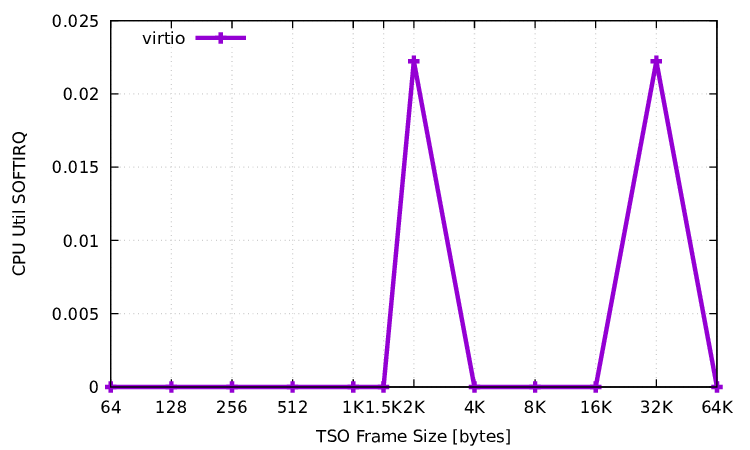 0.025
virtio
0.02
0.015
0.01
0.005
0
CPU Util SOFTIRQ
64 128 256 512 1K 1.5K 2K 4K 8K 16K 32K 64K
TSO Frame Size [bytes]